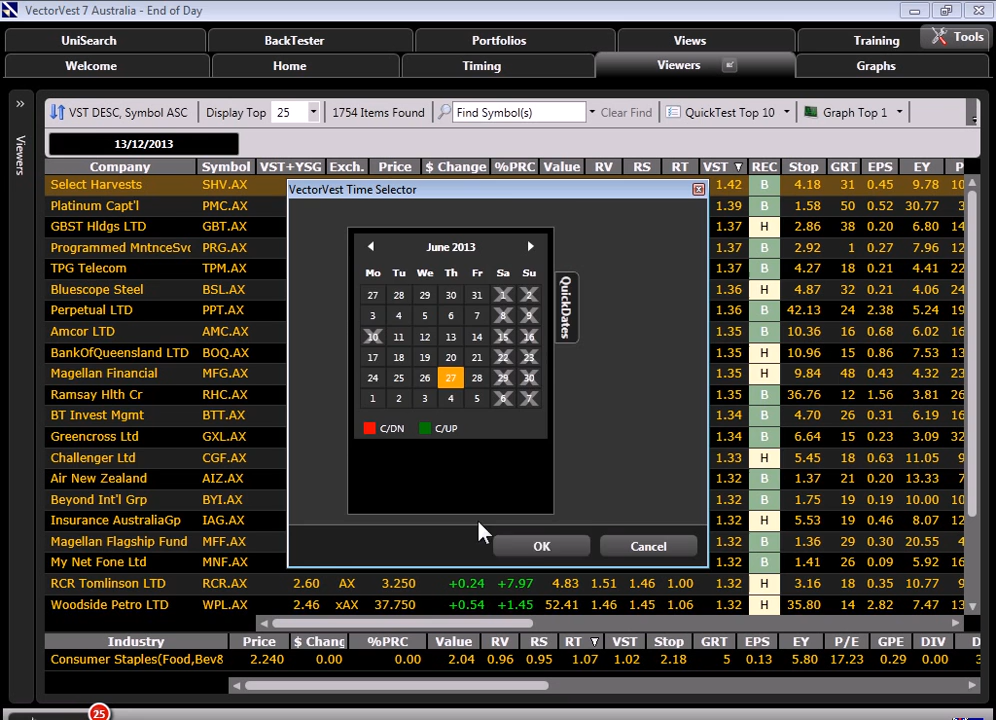 VectorVest 7 Australia - End of Day
UniSearch BackTester Portfolios Views Training Tools
Welcome Home Timing Viewers Graphs
»
Viewers
VST DESC, Symbol ASC Display Top 25 1754 Items Found Find Symbol(s) Clear Find QuickTest Top 10 Graph Top 1
13/12/2013
Company Symbol VST+YSG Exch. Price $ Change %PRC Value RV RS RT VST REC Stop GRT EPS EY P
Select Harvests SHV.AX 1.42 B 4.18 31 0.45 9.78 10
Platinum Capt'l PMC.AX 1.39 B 1.58 50 0.52 30.77 3.
GBST Hldgs LTD GBT.AX 1.37 H 2.86 38 0.20 6.80 14
Programmed MntnceSvc PRG.AX 1.37 B 2.92 1 0.27 7.96 12
TPG Telecom TPM.AX 1.37 B 4.27 18 0.21 4.41 22
Bluescope Steel BSL.AX 1.36 H 4.87 32 0.21 4.06 24
Perpetual LTD PPT.AX 1.35 B 42.13 24 2.38 5.24 19
Amcor LTD AMC.AX 1.35 B 10.36 16 0.68 6.02 16
BankOfQueensland LTD BOQ.AX 1.35 H 10.96 15 0.86 7.53 13
Magellan Financial MFG.AX 1.35 H 9.84 48 0.43 4.32 23
Ramsay Hlth Cr RHC.AX 1.35 B 36.76 12 1.56 3.81 26
BT Invest Mgmt BTT.AX 1.34 B 4.70 26 0.31 6.19 16
Greencross Ltd GXL.AX 1.34 B 6.64 15 0.23 3.09 32
Challenger Ltd CGF.AX 1.33 H 5.45 18 0.63 11.05 9.
Air New Zealand AIZ.AX 1.32 B 1.37 21 0.20 13.33 7.
Beyond Int'l Grp BYI.AX 1.32 B 1.75 19 0.19 10.00 10
Insurance AustraliaGp IAG.AX 1.32 H 5.53 19 0.46 8.07 12
Magellan Flagship Fund MFF.AX 1.32 H 1.36 29 0.30 20.55 4.
My Net Fone Ltd MNF.AX 1.32 B 1.41 26 0.09 5.92 16
RCR Tomlinson LTD RCR.AX 2.60 AX 3.250 +0.24 +7.97 4.83 1.51 1.46 1.00 1.32 H 3.16 18 0.35 10.77 9.
Woodside Petro LTD WPL.AX 2.46 xAX 37.750 +0.54 +1.45 52.41 1.46 1.45 1.06 1.32 H 35.80 14 2.82 7.47 13
VectorVest Time Selector
June 2013
Mo Tu We Th Fr Sa Su
27 28 29 30 31 1 2
3 4 5 6 7 8 9
10 11 12 13 14 15 16
17 18 19 20 21 22 23
24 25 26 27 28 29 30
1 2 3 4 5 6 7
C/DN C/UP
QuickDates
OK Cancel
Industry Price $ Chang %PRC Value RV RS RT VST Stop GRT EPS EY P/E GPE DIV D
Consumer Staples(Food,Bev& 2.240 0.00 0.00 2.04 0.96 0.95 1.07 1.02 2.18 5 0.13 5.80 17.23 0.29 0.00
25